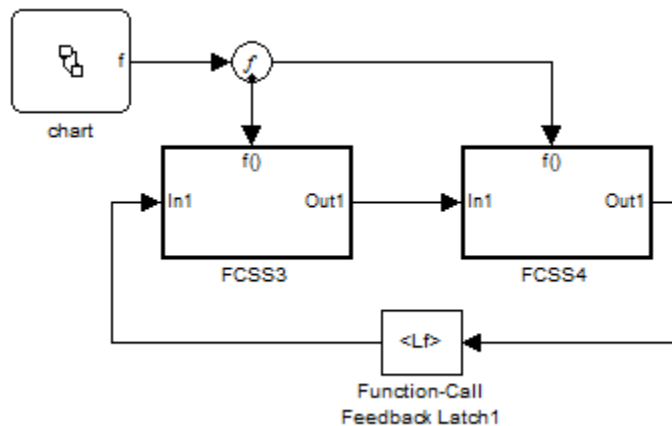 f
f
chart
f()
f()
In1
Out1
In1
Out1
FCSS3
FCSS4
<Lf>
Function-Call
Feedback Latch1